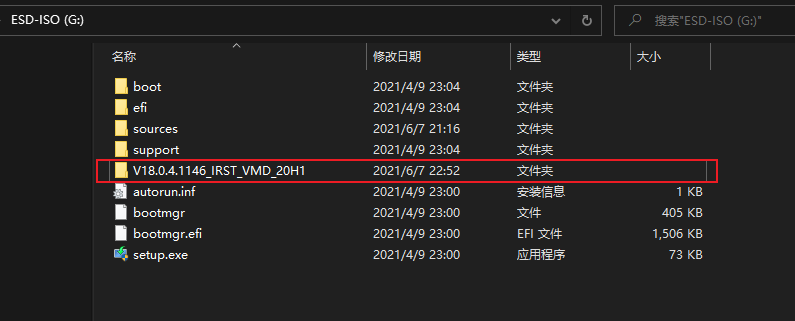 ESD-ISO (G:)
搜索"ESD-ISO (G:)"
名称 修改日期 类型 大小
boot 2021/4/9 23:04 文件夹
efi 2021/4/9 23:04 文件夹
sources 2021/6/7 21:16 文件夹
support 2021/4/9 23:04 文件夹
V18.0.4.1146_IRST_VMD_20H1 2021/6/7 22:52 文件夹
autorun.inf 2021/4/9 23:00 安装信息 1 KB
bootmgr 2021/4/9 23:00 文件 405 KB
bootmgr.efi 2021/4/9 23:00 EFI 文件 1,506 KB
setup.exe 2021/4/9 23:00 应用程序 73 KB